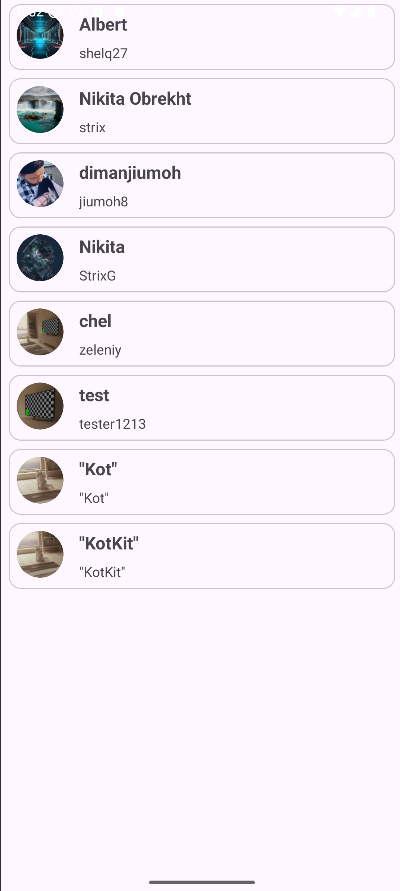 Albert
shelq27
Nikita Obrekht
strix
dimanjiumoh
jiumoh8
Nikita
StrixG
chel
zeleniy
test
tester1213
"Kot"
"Kot"
"KotKit"
"KotKit"